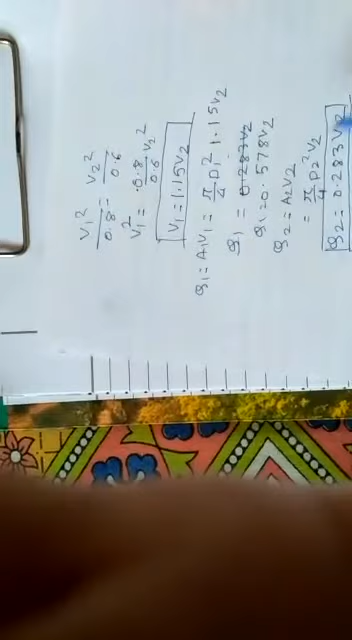 V1²/0.8 = V2²/0.6
V1² = 0.8/0.6 V2²
V1 = 1.15V2
Q1 = A1V1 = π/4 D1² 1.15V2
Q1 = 0.283V2
Q1 = 0.578V2
Q2 = A2V2
= π/4 D2² V2
Q2 = 0.283V2